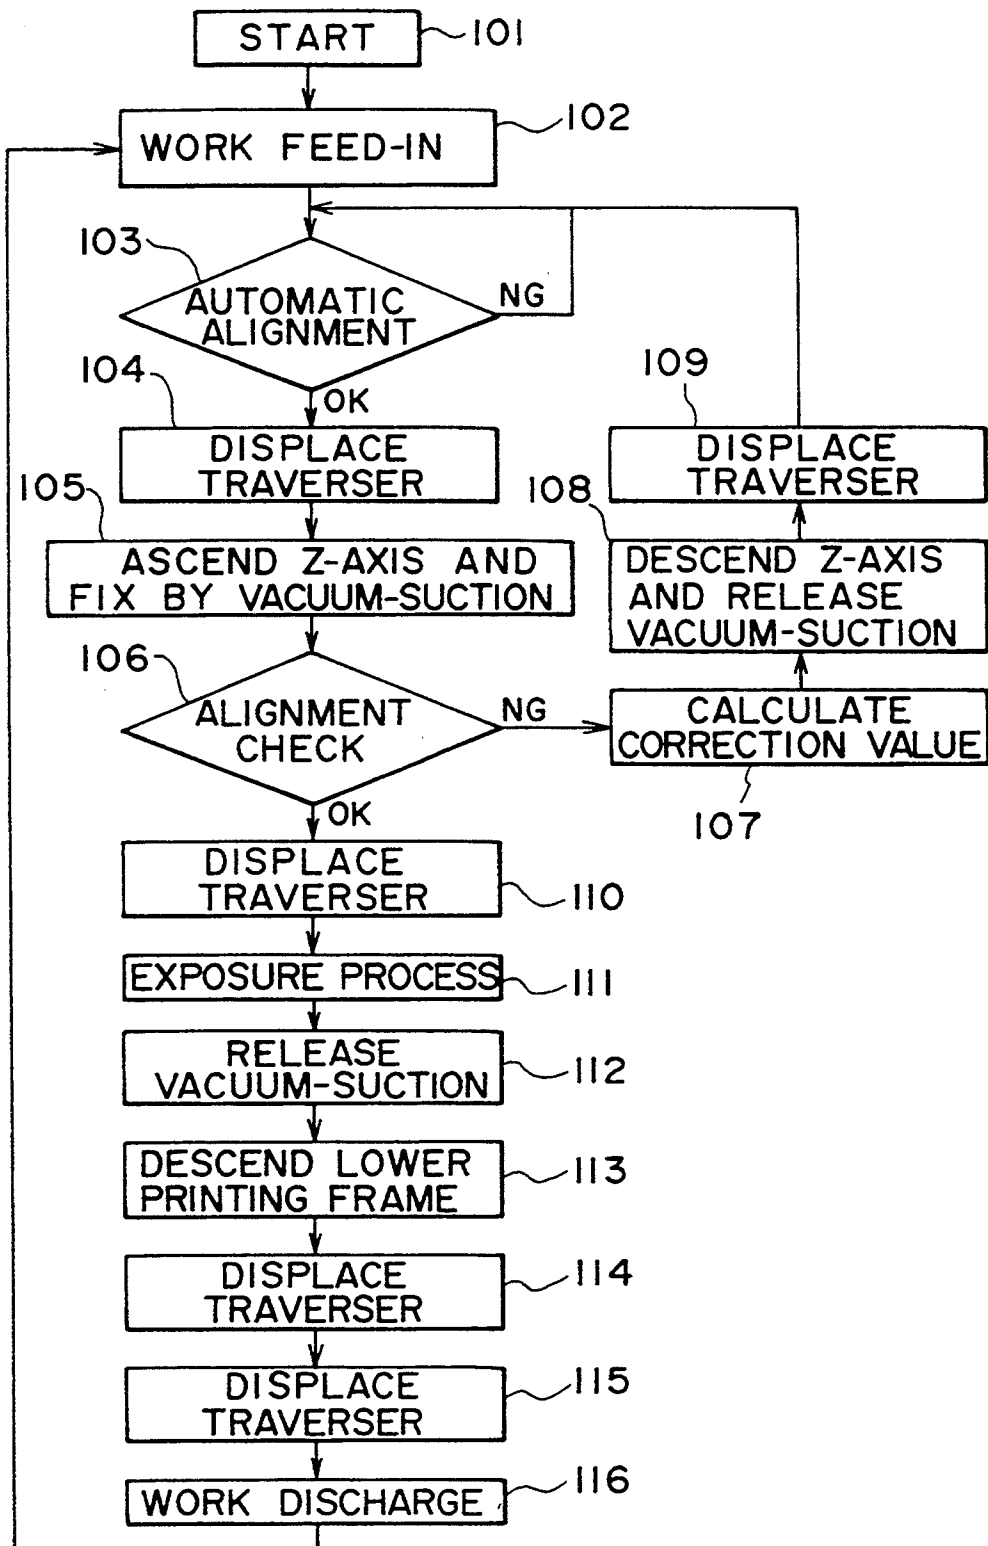 START
101
WORK FEED-IN
102
103
AUTOMATIC
ALIGNMENT
NG
OK
104
DISPLACE
TRAVERSER
105
ASCEND Z-AXIS AND
FIX BY VACUUM-SUCTION
106
ALIGNMENT
CHECK
NG
OK
CALCULATE
CORRECTION VALUE
107
108
DESCEND Z-AXIS
AND RELEASE
VACUUM-SUCTION
109
DISPLACE
TRAVERSER
DISPLACE
TRAVERSER
110
EXPOSURE PROCESS
111
RELEASE
VACUUM-SUCTION
112
DESCEND LOWER
PRINTING FRAME
113
DISPLACE
TRAVERSER
114
DISPLACE
TRAVERSER
115
WORK DISCHARGE
116